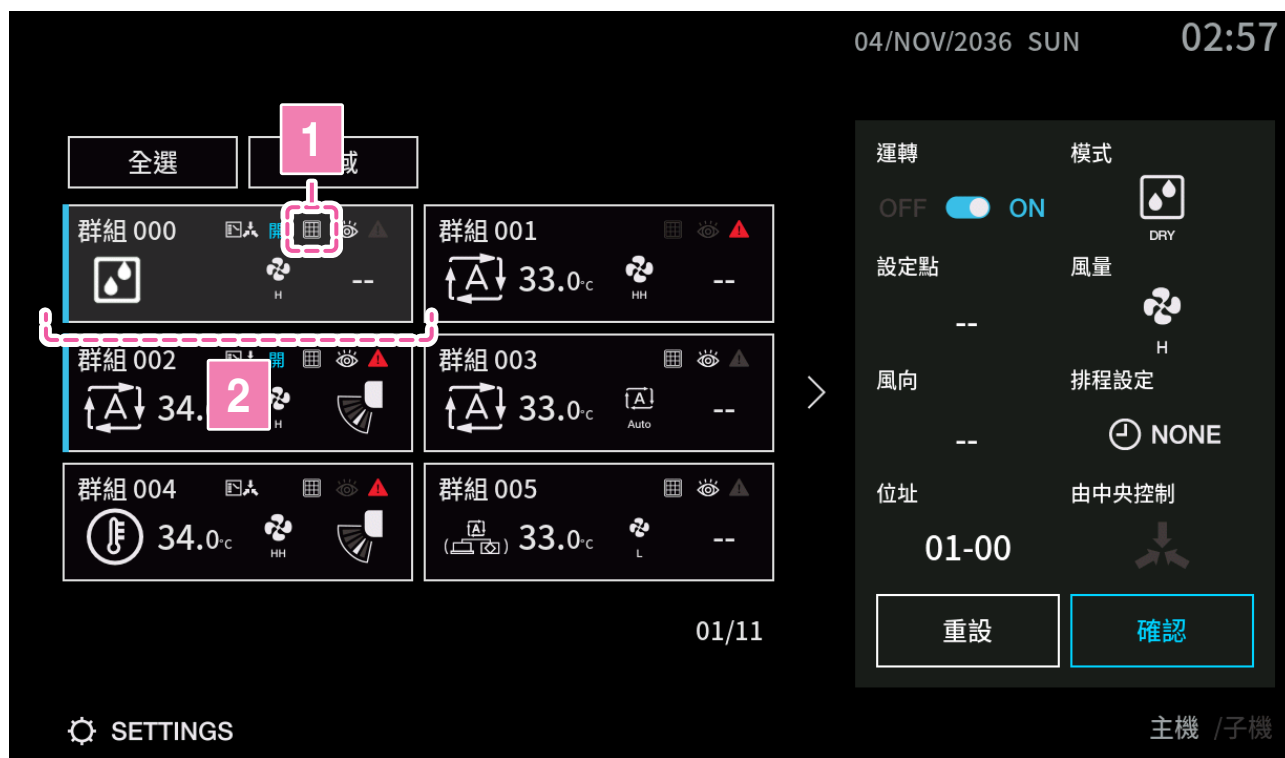 04/NOV/2036 SUN 02:57
1
全選
域
群組 000 開
H --
群組 001
A 33.0°c HH --
2
群組 002 開
A 34. H
群組 003
A 33.0°c A Auto --
群組 004
34.0°c HH
群組 005
(A) 33.0°c L --
01/11
運轉 模式
OFF ON DRY
設定點 風量
-- H
風向 排程設定
-- NONE
位址 由中央控制
01-00
重設 確認
SETTINGS
主機 /子機